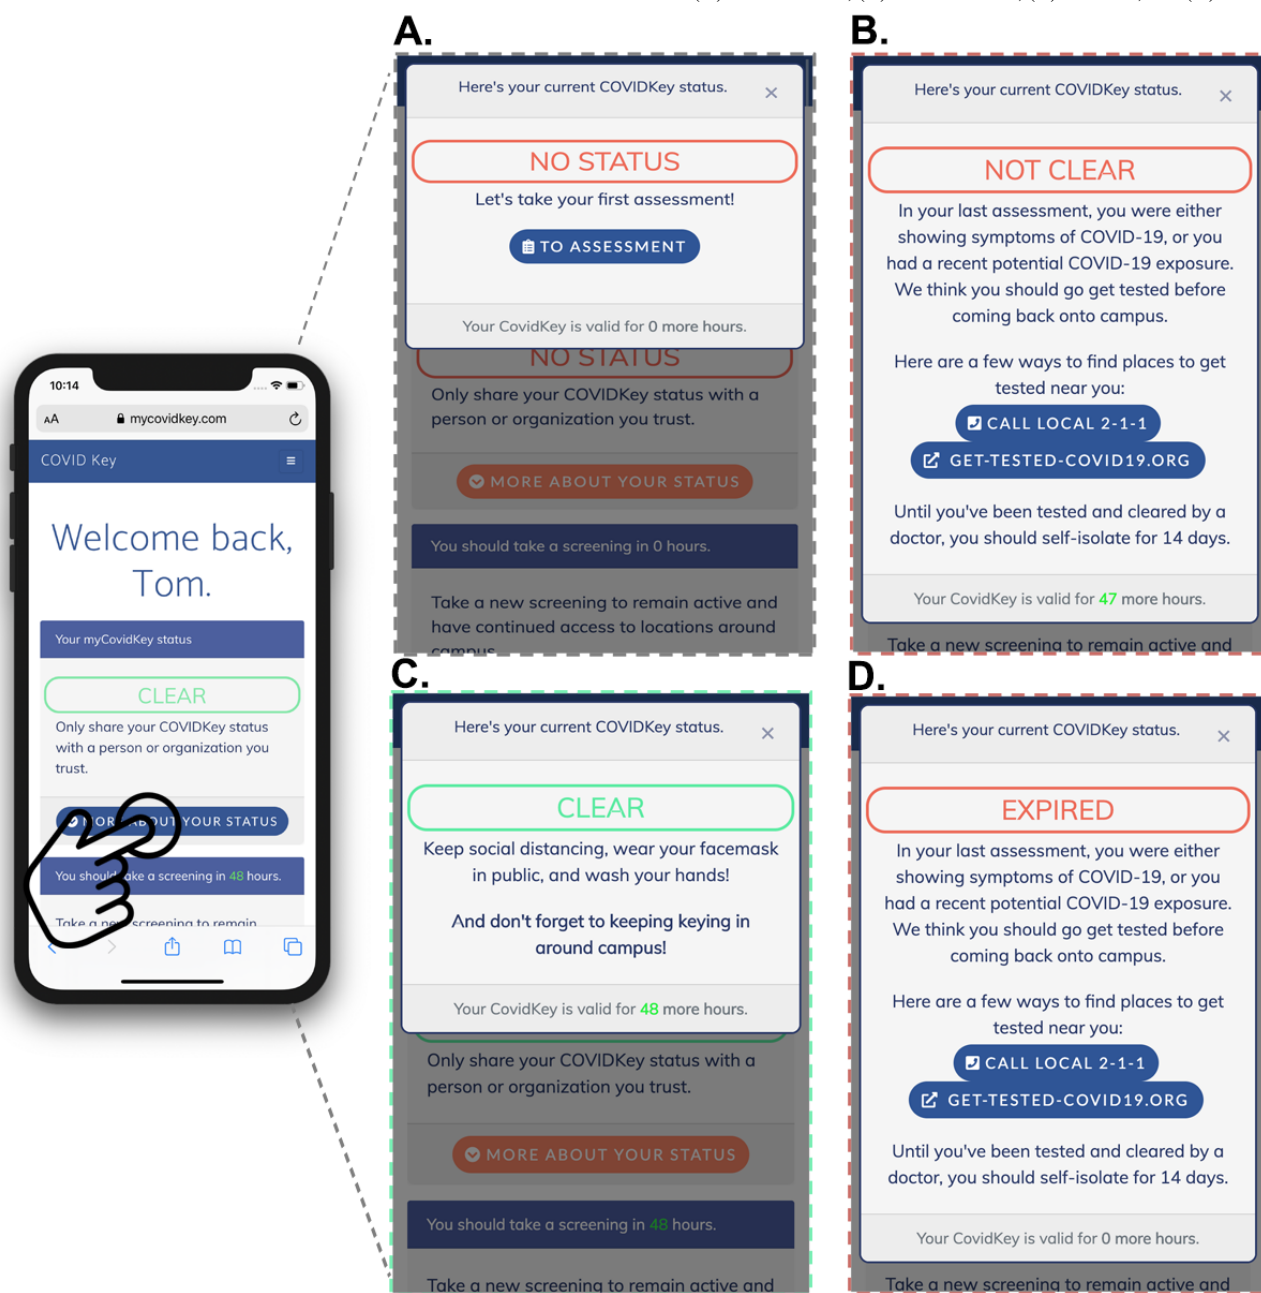 A.
Here's your current COVIDKey status.
NO STATUS
Let's take your first assessment!
TO ASSESSMENT
Your CovidKey is valid for 0 more hours.
NO STATUS
Only share your COVIDKey status with a
person or organization you trust.
MORE ABOUT YOUR STATUS
You should take a screening in 0 hours.
Take a new screening to remain active and
have continued access to locations around
campus
B.
Here's your current COVIDKey status.
NOT CLEAR
In your last assessment, you were either
showing symptoms of COVID-19, or you
had a recent potential COVID-19 exposure.
We think you should go get tested before
coming back onto campus.
Here are a few ways to find places to get
tested near you:
CALL LOCAL 2-1-1
GET-TESTED-COVID19.ORG
Until you've been tested and cleared by a
doctor, you should self-isolate for 14 days.
Your CovidKey is valid for 47 more hours.
Take a new screening to remain active and
10:14
AA mycovidkey.com
COVID Key
Welcome back,
Tom.
Your myCovidKey status
CLEAR
Only share your COVIDKey status
with a person or organization you
trust.
MORE ABOUT YOUR STATUS
You should take a screening in 48 hours.
Take a new screening to remain
C.
Here's your current COVIDKey status.
CLEAR
Keep social distancing, wear your facemask
in public, and wash your hands!
And don't forget to keeping keying in
around campus!
Your CovidKey is valid for 48 more hours.
Only share your COVIDKey status with a
person or organization you trust.
MORE ABOUT YOUR STATUS
You should take a screening in 48 hours.
Take a new screening to remain active and
D.
Here's your current COVIDKey status.
EXPIRED
In your last assessment, you were either
showing symptoms of COVID-19, or you
had a recent potential COVID-19 exposure.
We think you should go get tested before
coming back onto campus.
Here are a few ways to find places to get
tested near you:
CALL LOCAL 2-1-1
GET-TESTED-COVID19.ORG
Until you've been tested and cleared by a
doctor, you should self-isolate for 14 days.
Your CovidKey is valid for 0 more hours.
Take a new screening to remain active and